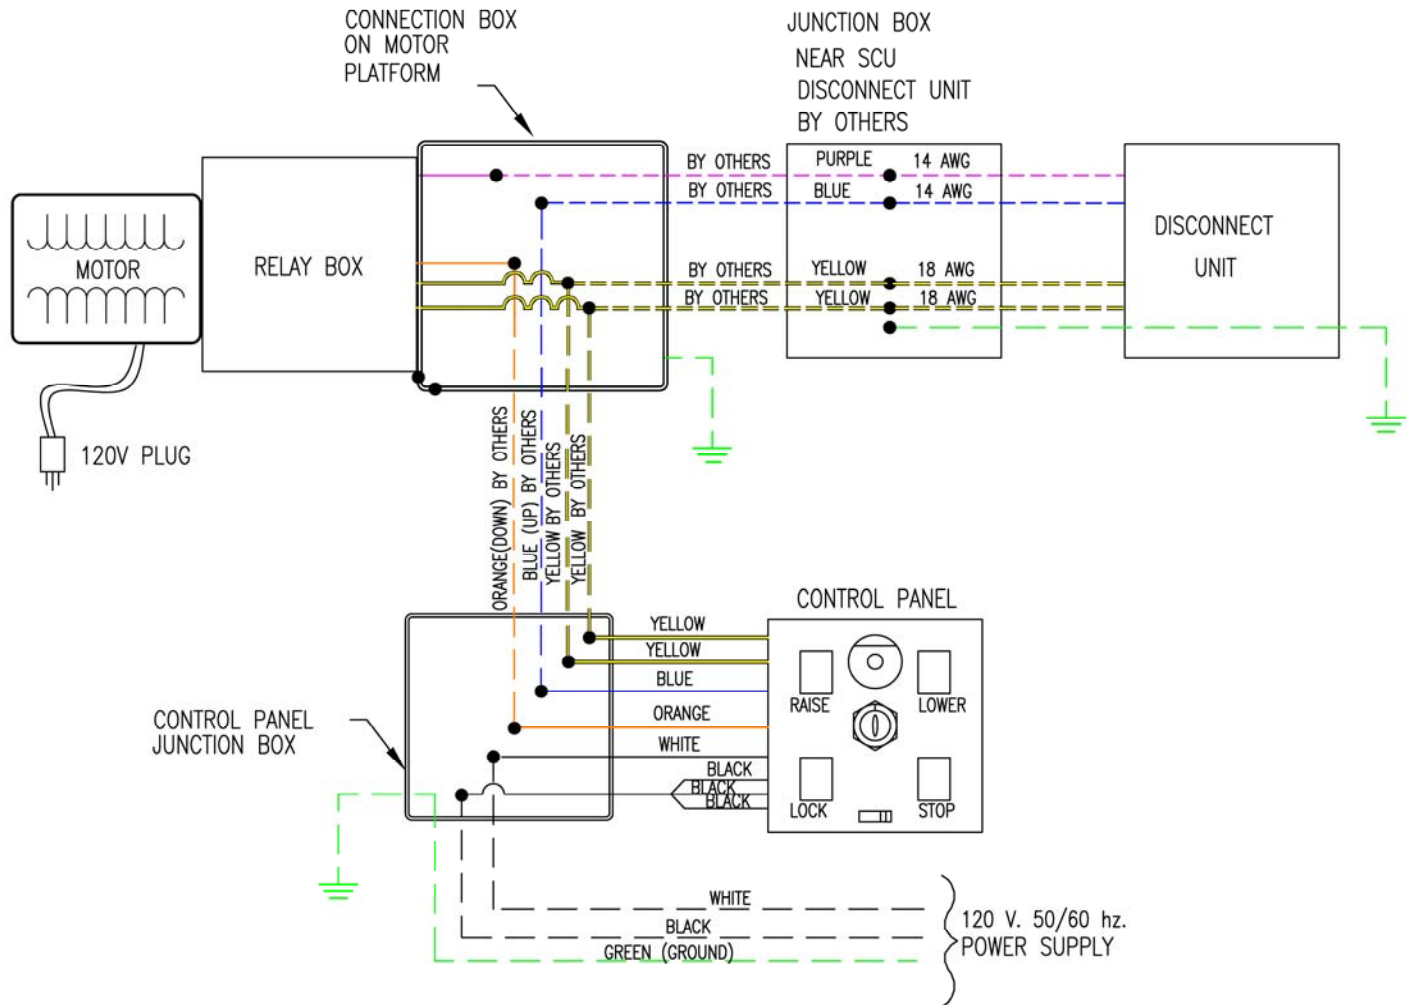 CONNECTION BOX
ON MOTOR
PLATFORM
JUNCTION BOX
NEAR SCU
DISCONNECT UNIT
BY OTHERS
BY OTHERS
PURPLE
14 AWG
BY OTHERS
BLUE
14 AWG
MOTOR
RELAY BOX
BY OTHERS
YELLOW
18 AWG
BY OTHERS
YELLOW
18 AWG
DISCONNECT
UNIT
120V PLUG
ORANGE(DOWN) BY OTHERS
BLUE (UP) BY OTHERS
YELLOW BY OTHERS
YELLOW BY OTHERS
CONTROL PANEL
YELLOW
YELLOW
BLUE
ORANGE
WHITE
BLACK
BLACK
BLACK
RAISE
LOWER
LOCK
STOP
CONTROL PANEL
JUNCTION BOX
WHITE
BLACK
GREEN (GROUND)
120 V. 50/60 hz.
POWER SUPPLY